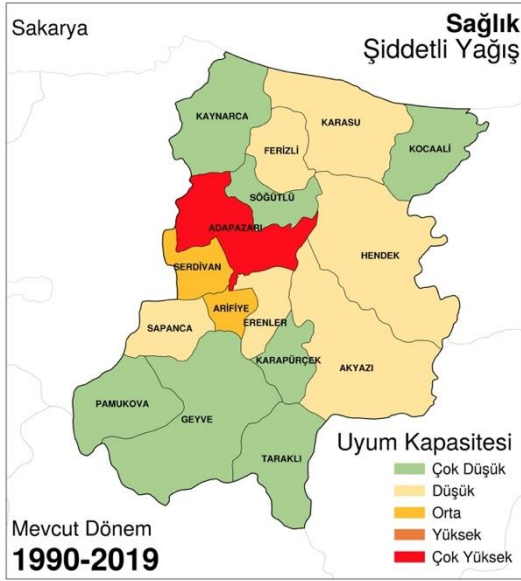 Sakarya
Sağlık
Şiddetli Yağış
KAYNARCA
KARASU
FERİZLİ
KOCAALİ
SÖĞÜTLÜ
ADAPAZARI
HENDEK
SERDİVAN
ARİFİYE
ERENLER
SAPANCA
KARAPÜRÇEK
AKYAZI
PAMUKOVA
GEYVE
TARAKLI
Uyum Kapasitesi
Çok Düşük
Düşük
Orta
Yüksek
Çok Yüksek
Mevcut Dönem
1990-2019